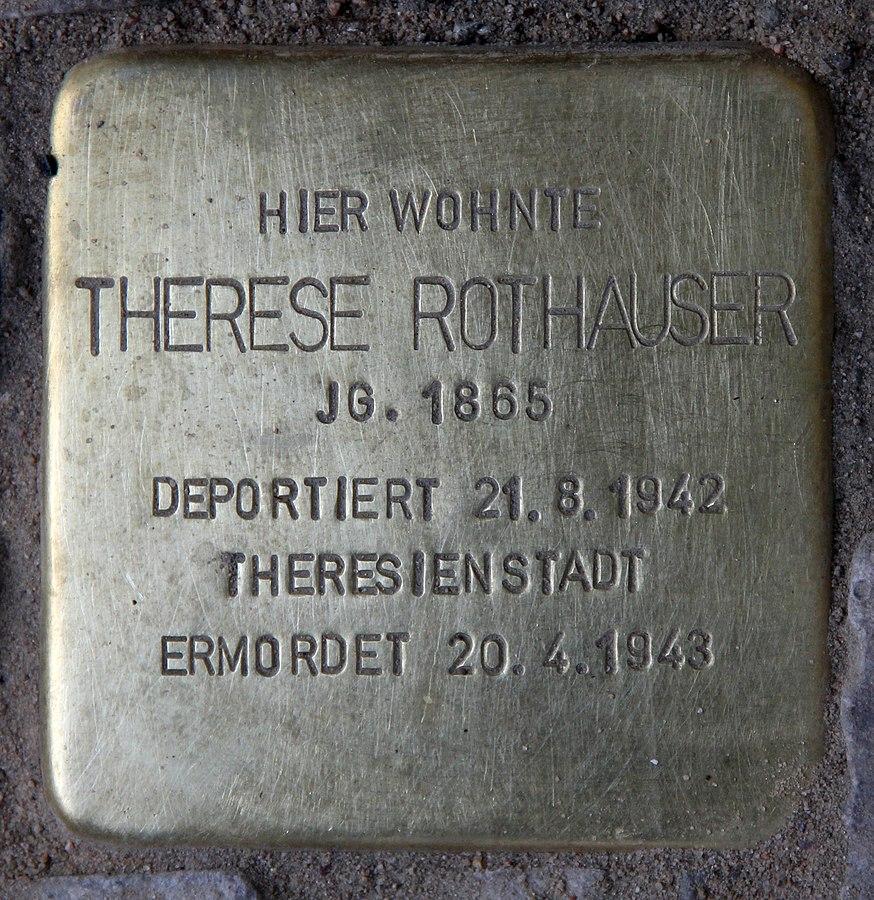 HIER WOHNTE
THERESE ROTHAUSER
JG. 1865
DEPORTIERT 21.8.1942
THERESIENSTADT
ERMORDET 20.4.1943